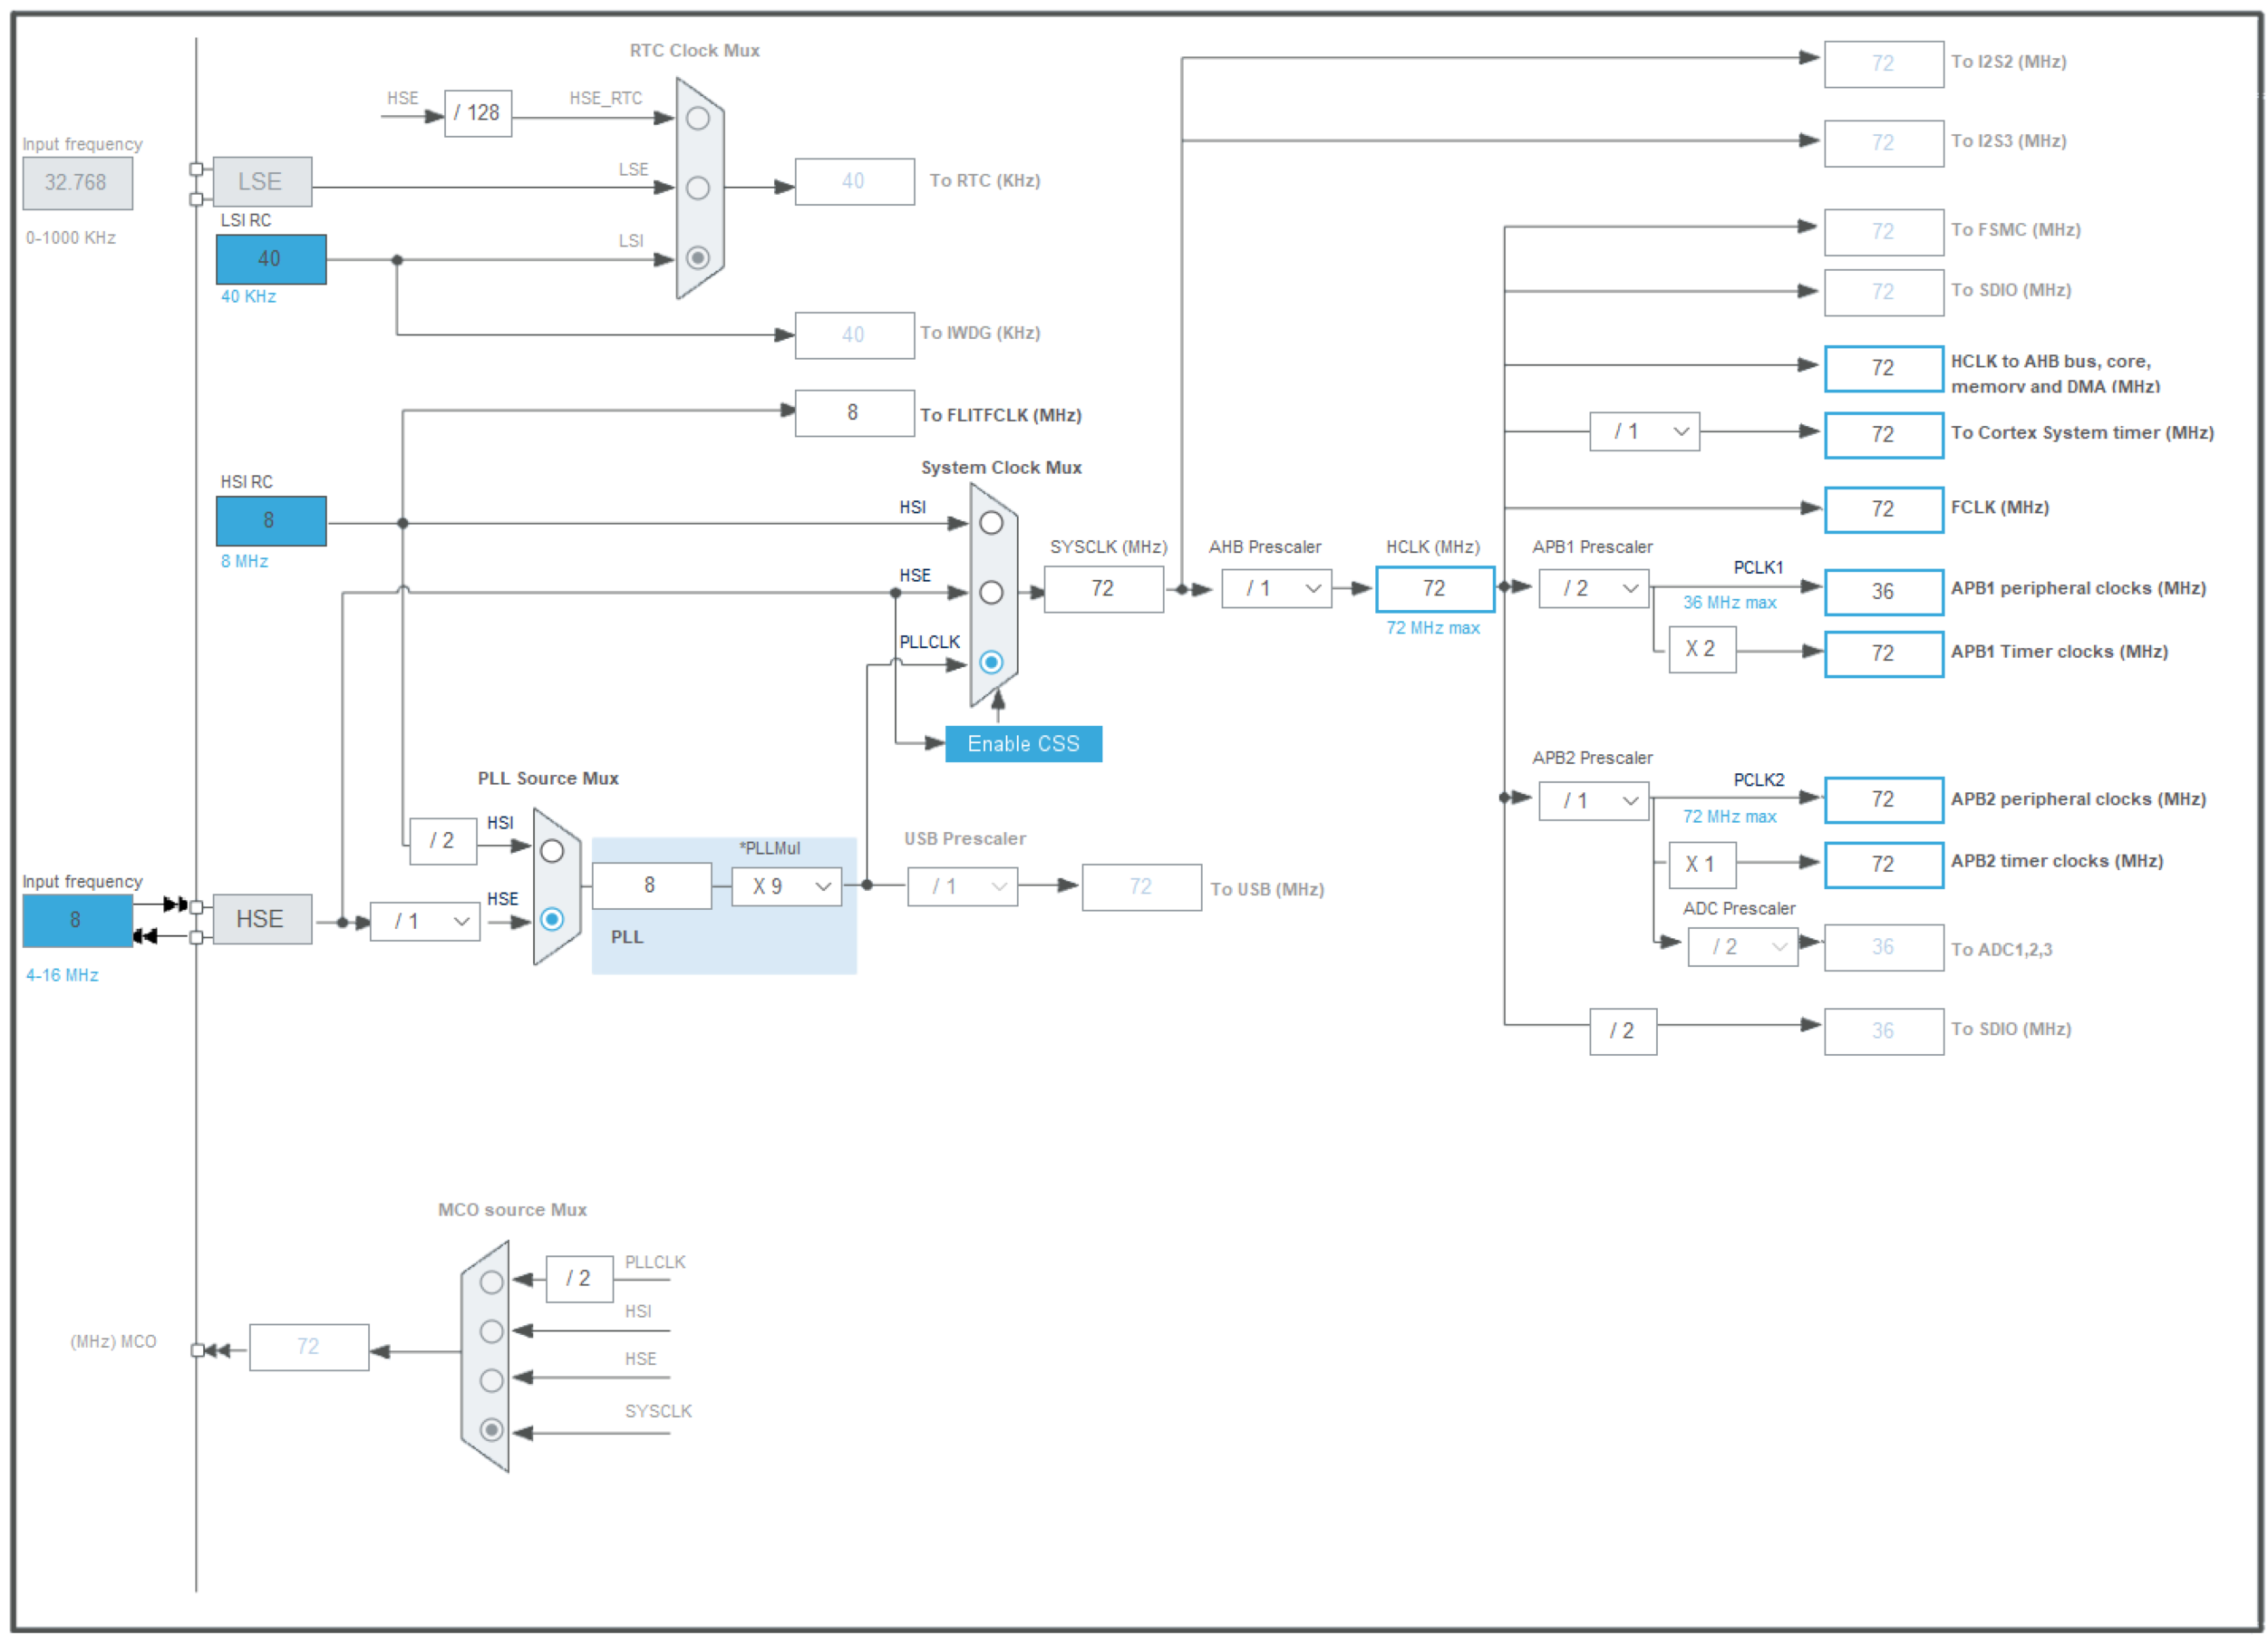 RTC Clock Mux
HSE
/ 128
HSE_RTC
Input frequency
32.768
0-1000 KHz
LSE
LSE
LSI RC
40
40 KHz
LSI
40
To RTC (KHz)
40
To IWDG (KHz)
8
To FLITFCLK (MHz)
HSI RC
8
8 MHz
System Clock Mux
HSI
HSE
PLLCLK
Enable CSS
SYSCLK (MHz)
72
AHB Prescaler
/ 1
HCLK (MHz)
72
72 MHz max
72
To I2S2 (MHz)
72
To I2S3 (MHz)
72
To FSMC (MHz)
72
To SDIO (MHz)
72
HCLK to AHB bus, core,
memory and DMA (MHz)
/ 1
72
To Cortex System timer (MHz)
72
FCLK (MHz)
APB1 Prescaler
/ 2
PCLK1
36 MHz max
36
APB1 peripheral clocks (MHz)
X 2
72
APB1 Timer clocks (MHz)
APB2 Prescaler
/ 1
PCLK2
72 MHz max
72
APB2 peripheral clocks (MHz)
X 1
72
APB2 timer clocks (MHz)
ADC Prescaler
/ 2
36
To ADC1,2,3
/ 2
36
To SDIO (MHz)
PLL Source Mux
/ 2
HSI
Input frequency
8
4-16 MHz
HSE
/ 1
HSE
8
*PLLMul
X 9
PLL
USB Prescaler
/ 1
72
To USB (MHz)
MCO source Mux
/ 2
PLLCLK
HSI
HSE
SYSCLK
(MHz) MCO
72